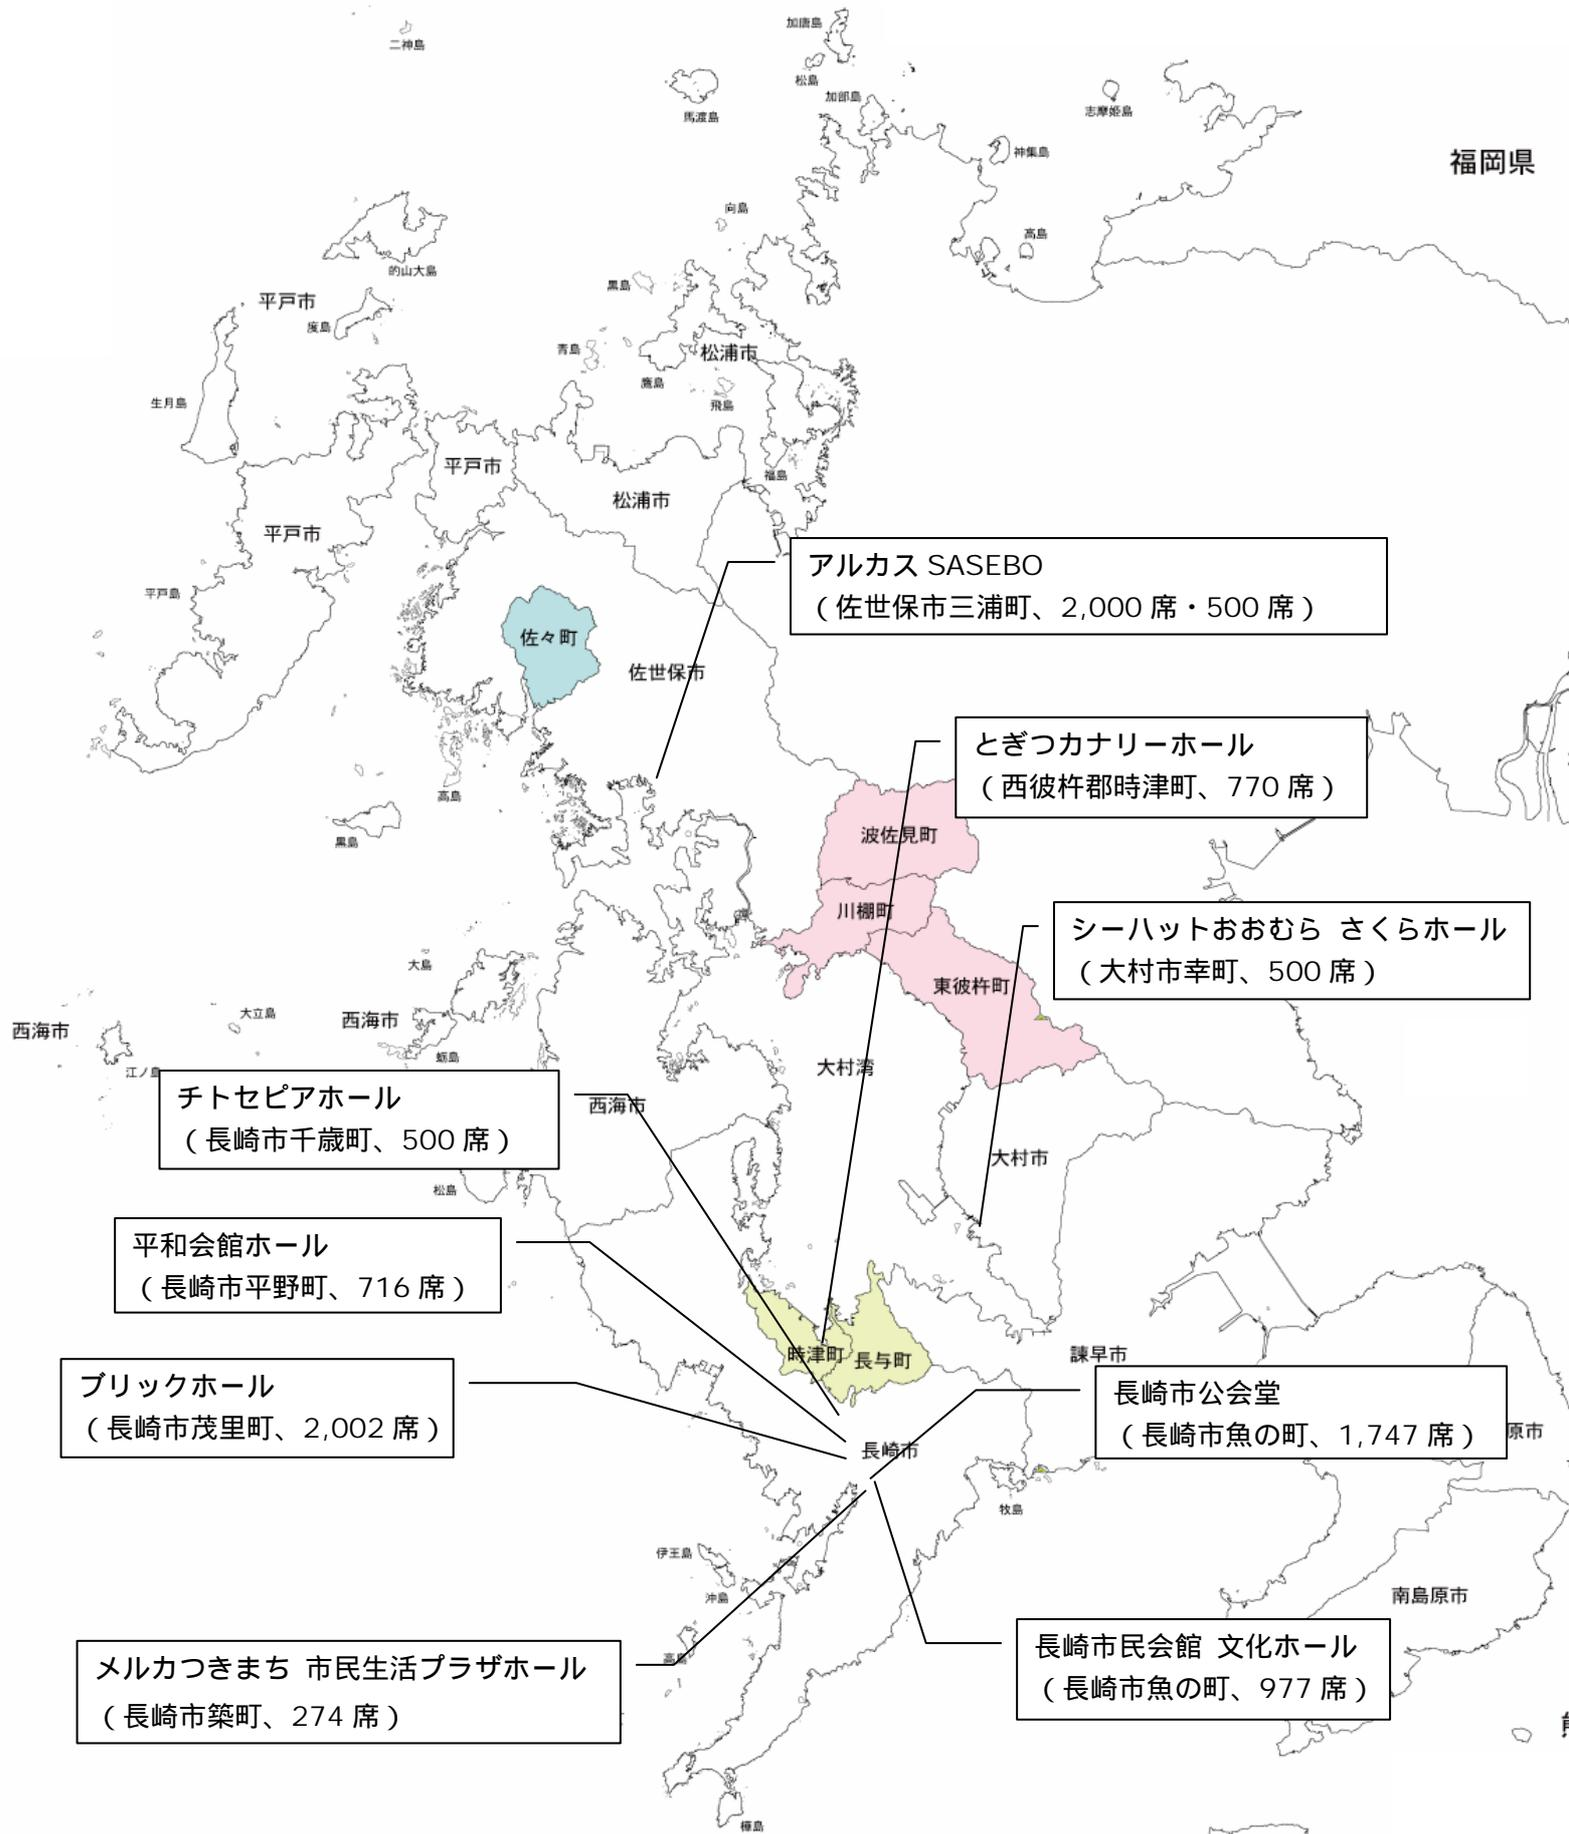 二神島
加唐島
松島
加部島
馬渡島
志摩姫島
神集島
福岡県
向島
高島
的山大島
黒島
平戸市
度島
青島
松浦市
鷹島
飛島
生月島
平戸市
福島
松浦市
平戸市
アルカス SASEBO
（佐世保市三浦町、2,000 席・500 席）
平戸島
佐々町
佐世保市
とぎつカナリーホール
（西彼杵郡時津町、770 席）
高島
黒島
波佐見町
川棚町
シーハットおおむら さくらホール
（大村市幸町、500 席）
大島
東彼杵町
大立島
西海市
西海市
蛎島
江ノ島
大村湾
チトセピアホール
（長崎市千歳町、500 席）
西海市
大村市
松島
平和会館ホール
（長崎市平野町、716 席）
時津町
長与町
諫早市
ブリックホール
（長崎市茂里町、2,002 席）
長崎市公会堂
（長崎市魚の町、1,747 席）
原市
長崎市
牧島
伊王島
沖島
南島原市
高島
長崎市民会館 文化ホール
（長崎市魚の町、977 席）
メルカつきまち 市民生活プラザホール
（長崎市築町、274 席）
樺島